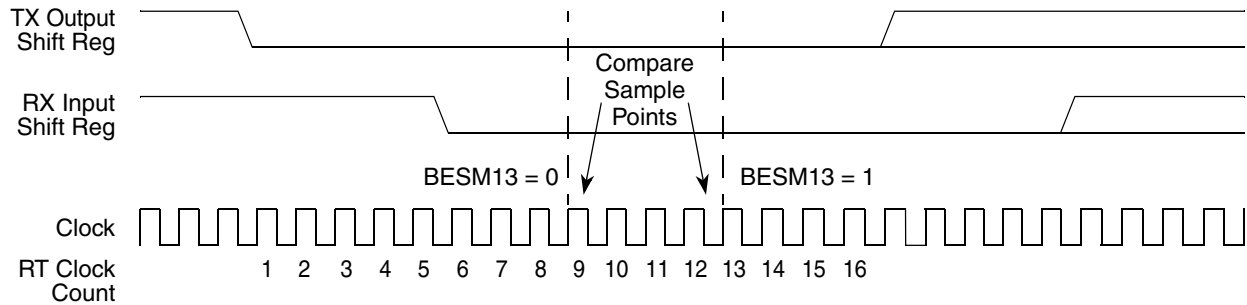 TX Output
Shift Reg
RX Input
Shift Reg
Compare
Sample
Points
BESM13 = 0
BESM13 = 1
Clock
RT Clock
Count
1 2 3 4 5 6 7 8 9 10 11 12 13 14 15 16